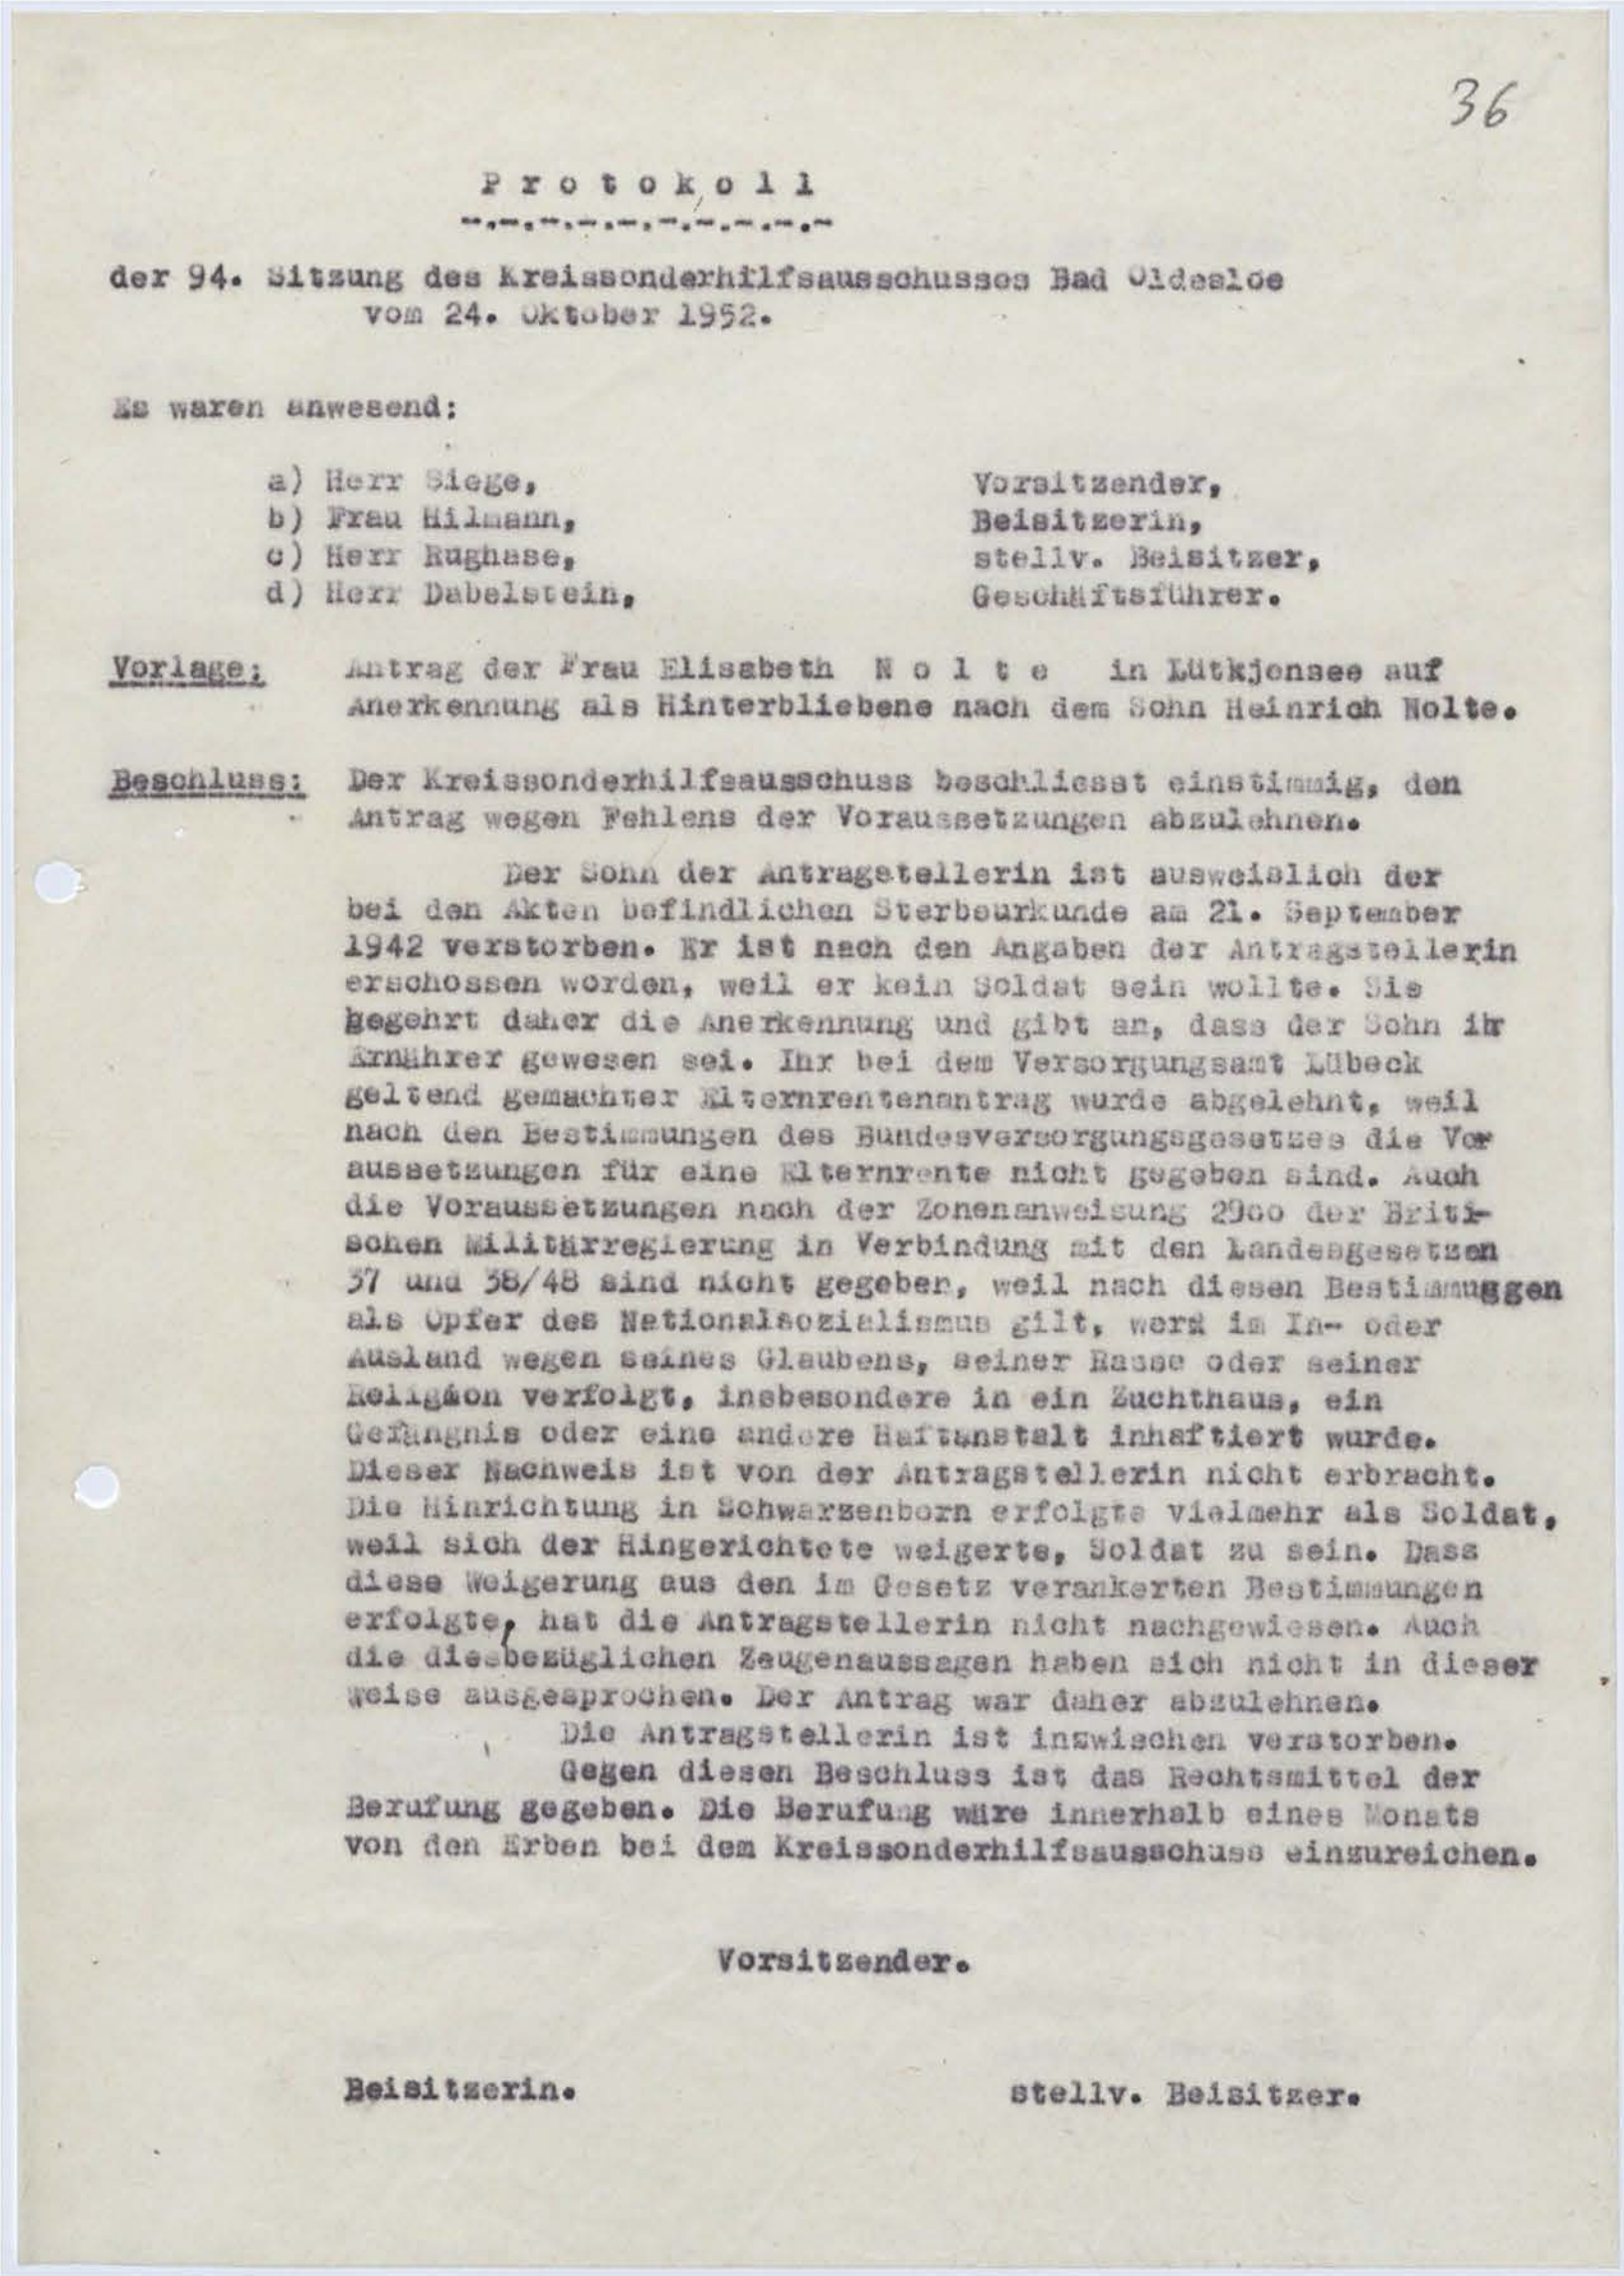 36
P r o t o k o l l
-.-.-.-.-.-.-.-.-.-
der 94. Sitzung des Kreissonderhilfsausschusses Bad Oldesloe
vom 24. Oktober 1952.
Es waren anwesend:
a) Herr Siege, Vorsitzender,
b) Frau Hilmann, Beisitzerin,
c) Herr Rughase, stellv. Beisitzer,
d) Herr Dabelstein, Geschäftsführer.
Vorlage: Antrag der Frau Elisabeth N o l t e in Lütkjensee auf
Anerkennung als Hinterbliebene nach dem Sohn Heinrich Nolte.
Beschluss: Der Kreissonderhilfsausschuss beschliesst einstimmig, den
Antrag wegen Fehlens der Voraussetzungen abzulehnen.
Der Sohn der Antragstellerin ist ausweislich der
bei den Akten befindlichen Sterbeurkunde am 21. September
1942 verstorben. Er ist nach den Angaben der Antragstellerin
erschossen worden, weil er kein Soldat sein wollte. Sie
begehrt daher die Anerkennung und gibt an, dass der Sohn ihr
Ernährer gewesen sei. Ihr bei dem Versorgungsamt Lübeck
geltend gemachter Elternrentenantrag wurde abgelehnt, weil
nach den Bestimmungen des Bundesversorgungsgesetzes die Vor
aussetzungen für eine Elternrente nicht gegeben sind. Auch
die Voraussetzungen nach der Zonenanweisung 29oo der Briti-
schen Militärregierung in Verbindung mit den Landesgesetzen
37 und 38/48 sind nicht gegeben, weil nach diesen Bestimmuggen
als Opfer des Nationalsozialismus gilt, wer im In- oder
Ausland wegen seines Glaubens, seiner Rasse oder seiner
Religion verfolgt, insbesondere in ein Zuchthaus, ein
Gefängnis oder eine andere Haftanstalt inhaftiert wurde.
Dieser Nachweis ist von der Antragstellerin nicht erbracht.
Die Hinrichtung in Schwarzenborn erfolgte vielmehr als Soldat,
weil sich der Hingerichtete weigerte, Soldat zu sein. Dass
diese Weigerung aus den im Gesetz verankerten Bestimmungen
erfolgte, hat die Antragstellerin nicht nachgewiesen. Auch
die diesbezüglichen Zeugenaussagen haben sich nicht in dieser
Weise ausgesprochen. Der Antrag war daher abzulehnen.
Die Antragstellerin ist inzwischen verstorben.
Gegen diesen Beschluss ist das Rechtsmittel der
Berufung gegeben. Die Berufung wäre innerhalb eines Monats
von den Erben bei dem Kreissonderhilfsausschuss einzureichen.
Vorsitzender.
Beisitzerin. stellv. Beisitzer.